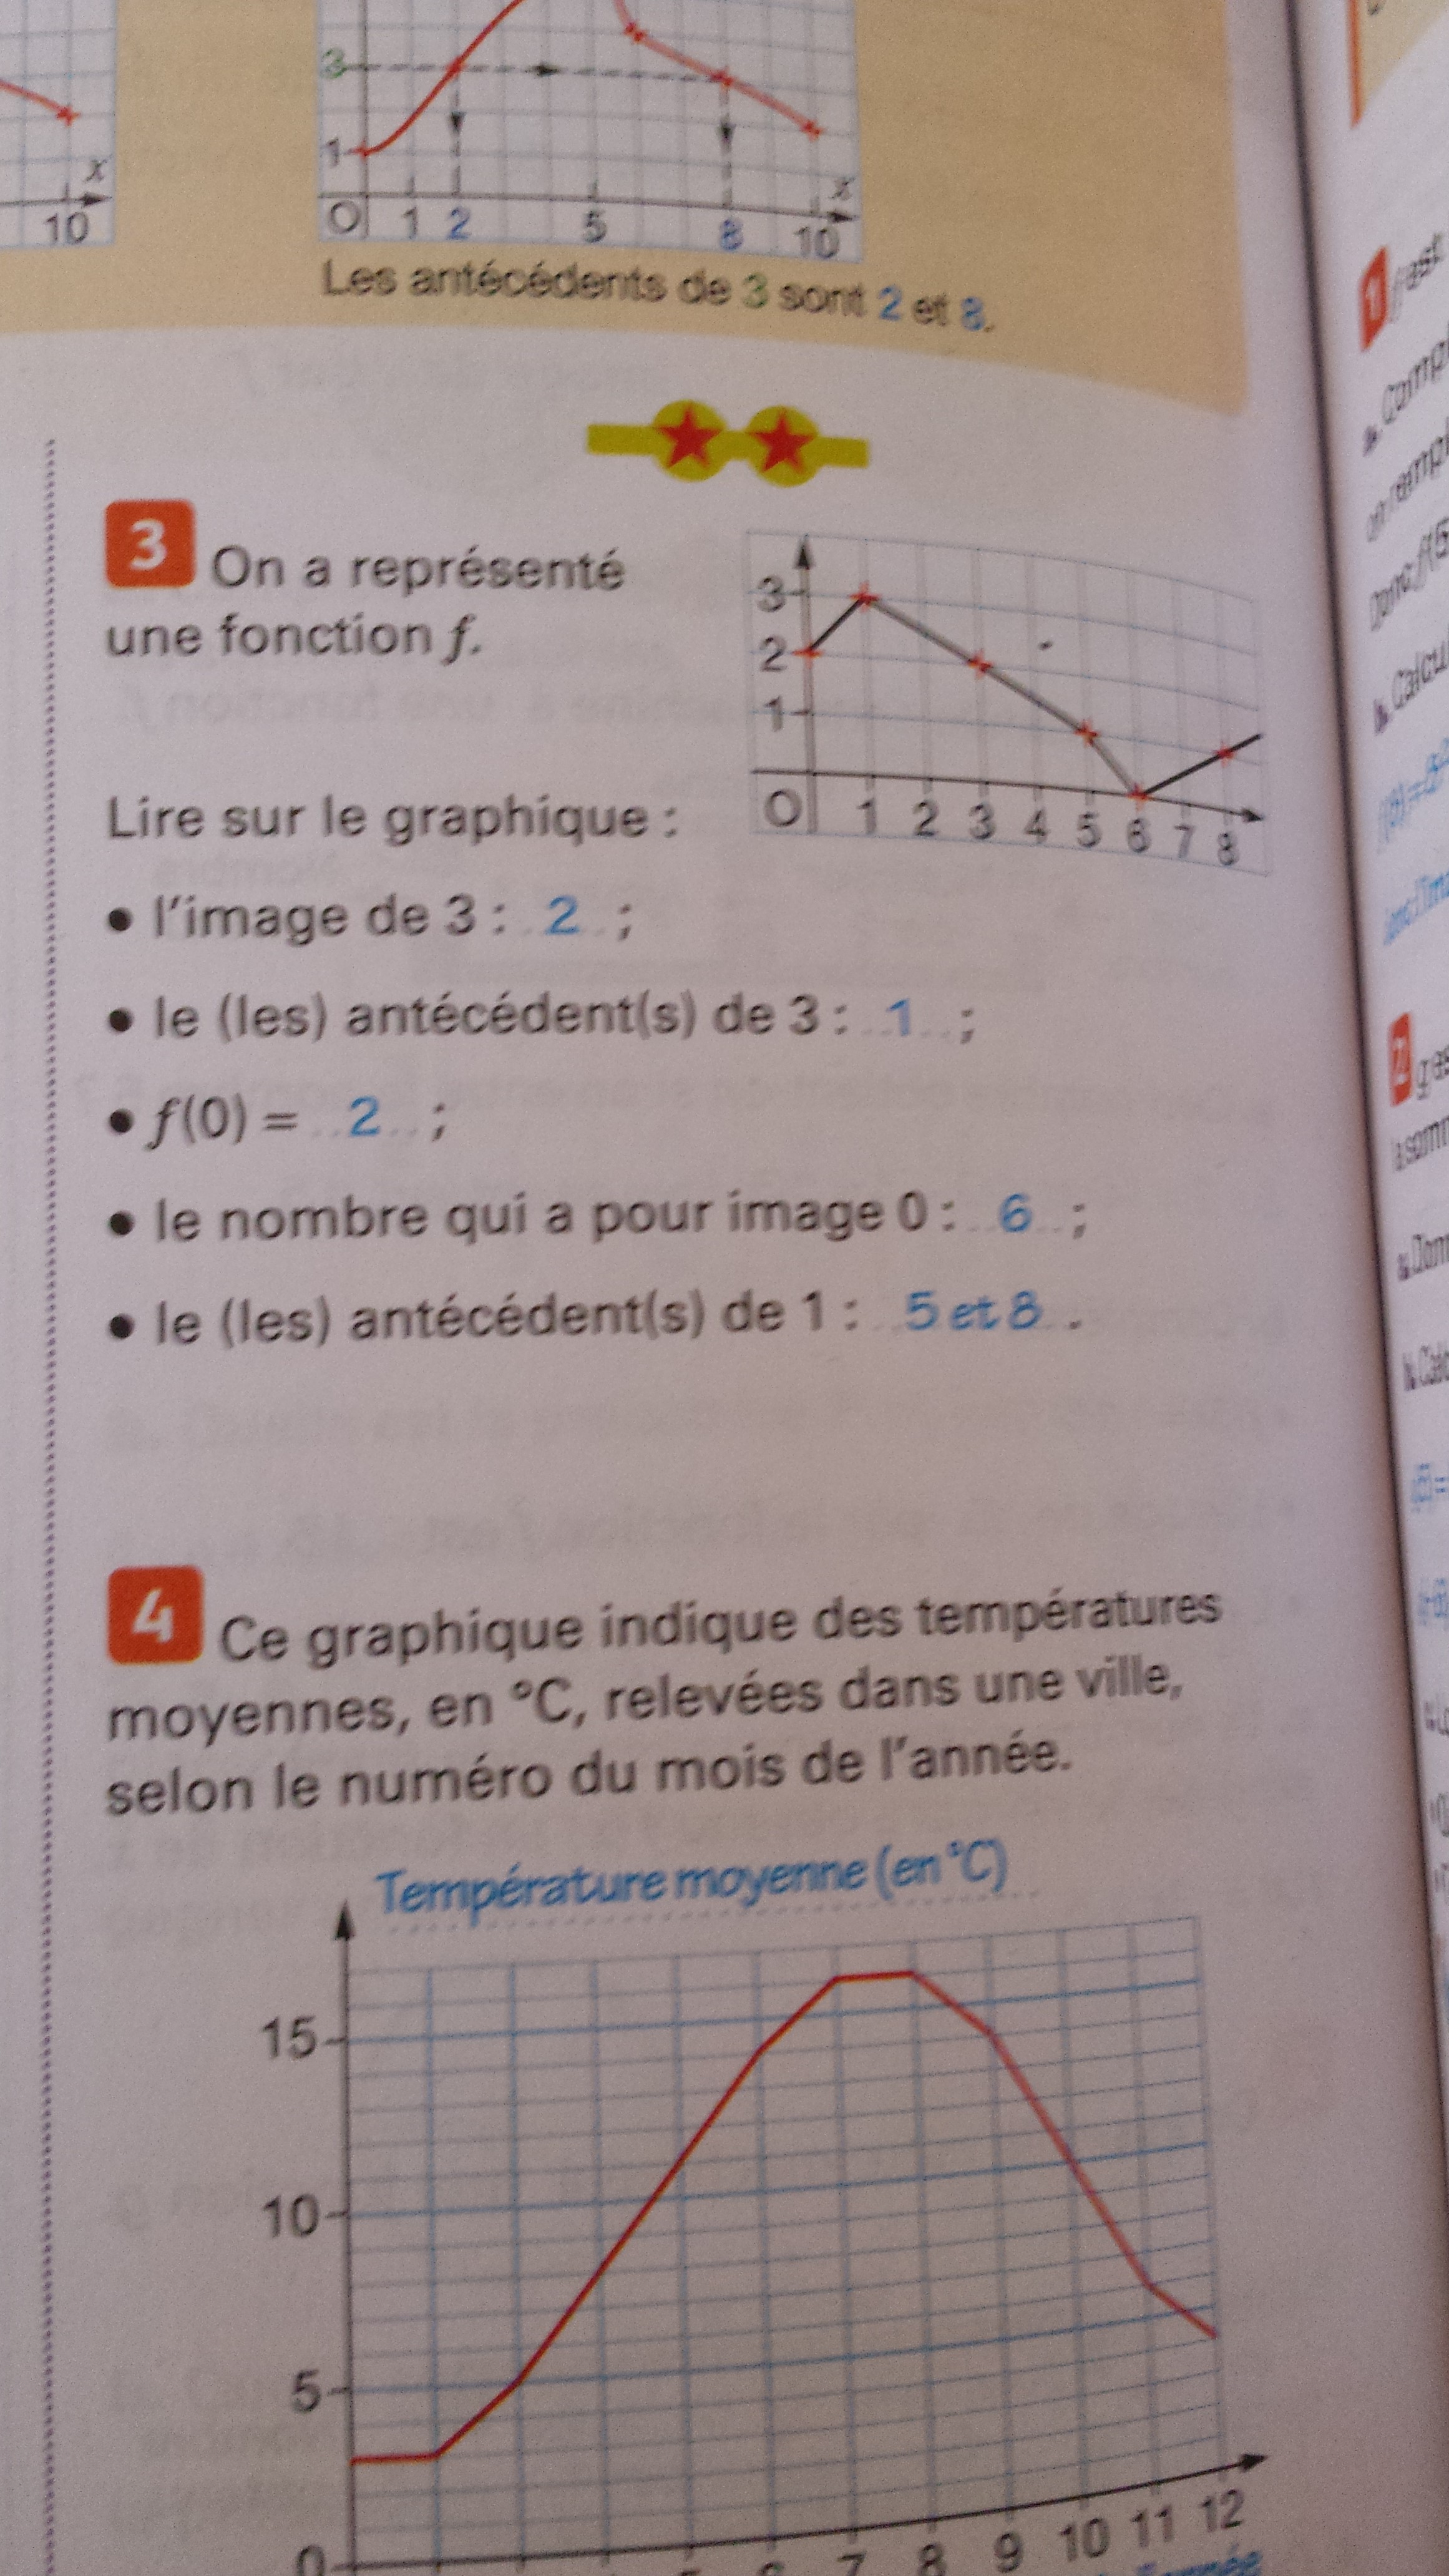 3
1
x
x
10
O 1 2 5 8 10
Les antécédents de 3 sont 2 et 8.
3 On a représenté
une fonction f.
3
2
1
O 1 2 3 4 5 6 7 8
Lire sur le graphique :
• l'image de 3 : 2 ;
• le (les) antécédent(s) de 3 : 1 ;
• f(0) = 2 ;
• le nombre qui a pour image 0 : 6 ;
• le (les) antécédent(s) de 1 : 5 et 8 .
4 Ce graphique indique des températures
moyennes, en °C, relevées dans une ville,
selon le numéro du mois de l'année.
Température moyenne (en °C)
15
10
5
0
7 8 9 10 11 12
1
2